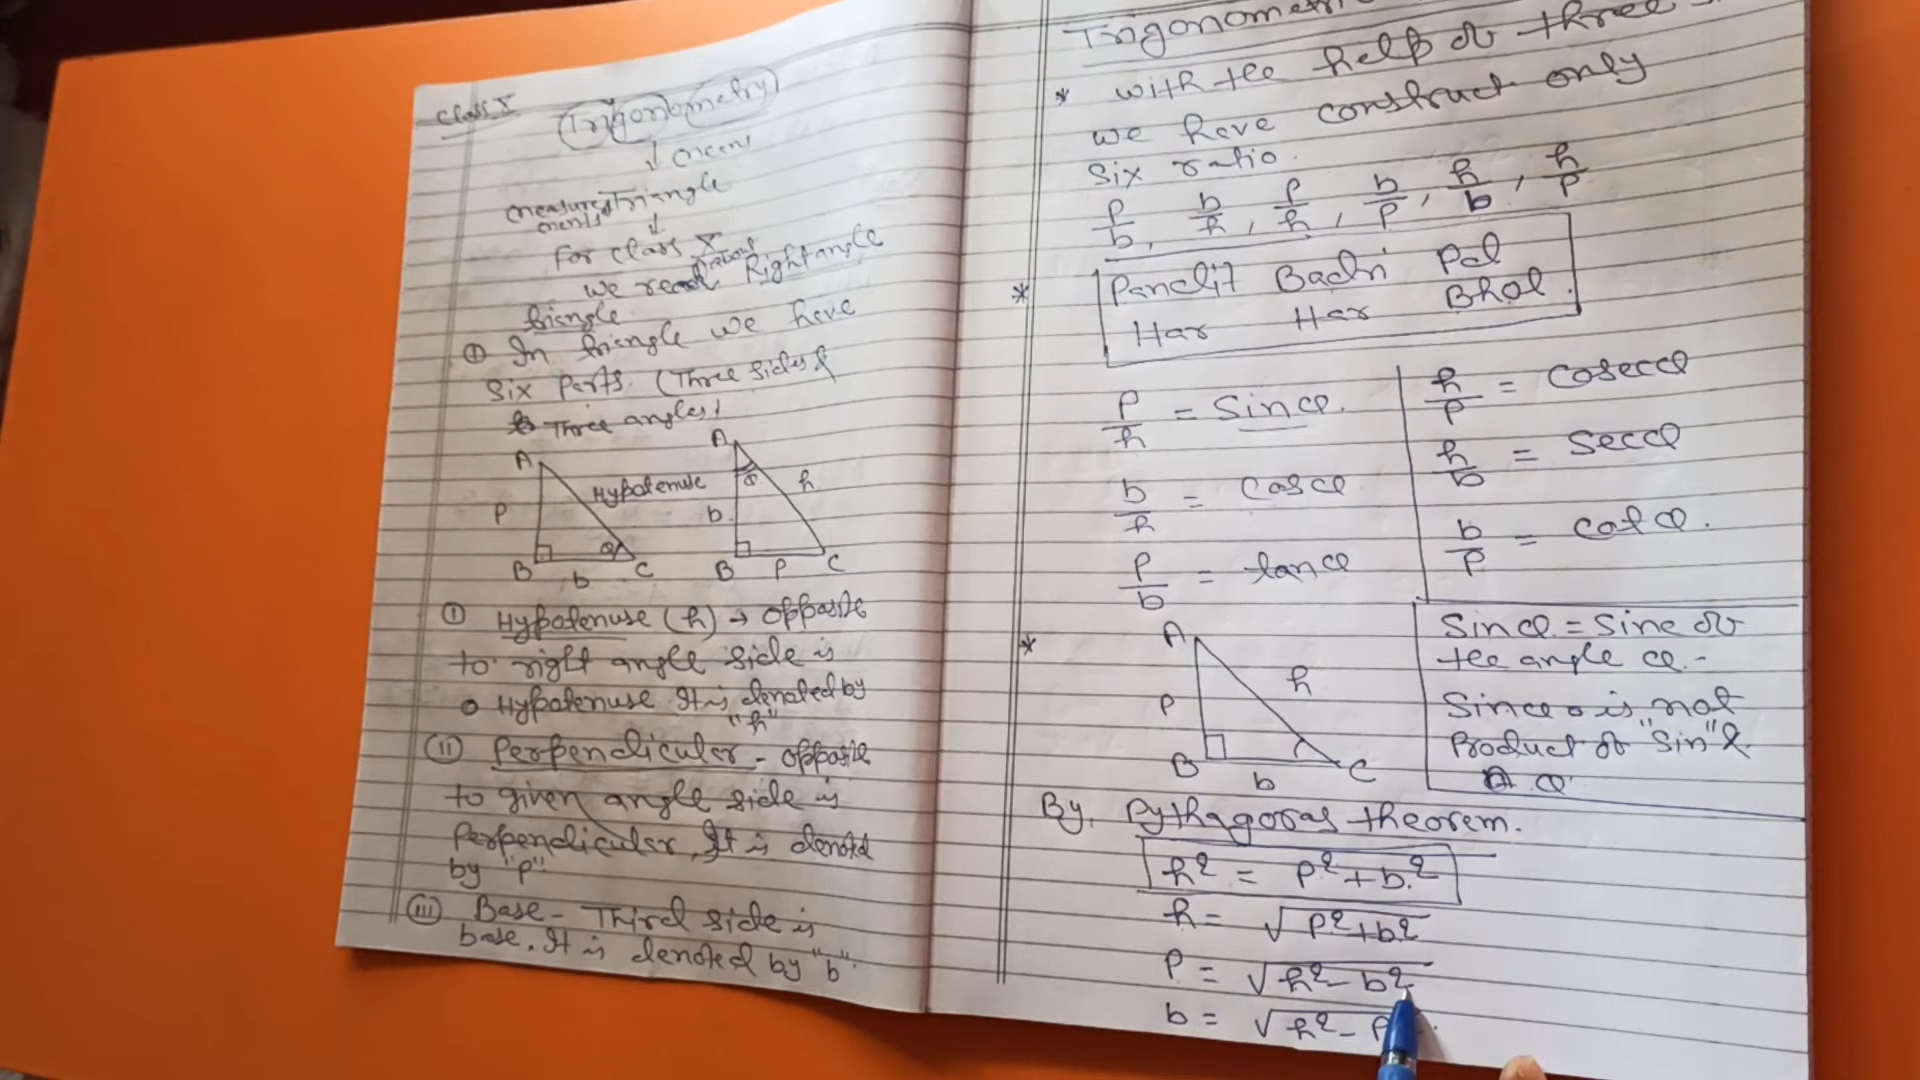 Class X
Trigonometry
↓ mean
measurements Triangle
↓
For class X
we read about Right angle
triangle
① In triangle we have
six parts. (Three sides &
Three angles)
A
A
Hypotenuse
θ
h
P
b
B
b
θ
C
B
P
C
① Hypotenuse (h) → opposite
to right angle side is
Hypotenuse. It is denoted by
"h"
(ii) Perpendicular - opposite
to given angle side is
Perpendicular. It is denoted
by "p"
(iii) Base - Third side is
base. It is denoted by "b".
* with the help of three
we have construct only
six ratio.
p/b, b/h, p/h, b/p, h/b, h/p
* Pandit Badri Pd
Har Har Bhol.
p/h = Sinθ.
h/p = Cosecθ
b/h = Cosθ
h/b = Secθ
p/b = tanθ
b/p = Cotθ.
Sinθ = Sine of
the angle θ.-
Sinθ is not
Product of "Sin" &
θ
* A
P
h
B
b
C
By, Pythagoras theorem.
h² = p²+b²
h = √p²+b²
P = √h²-b²
b = √h²-p